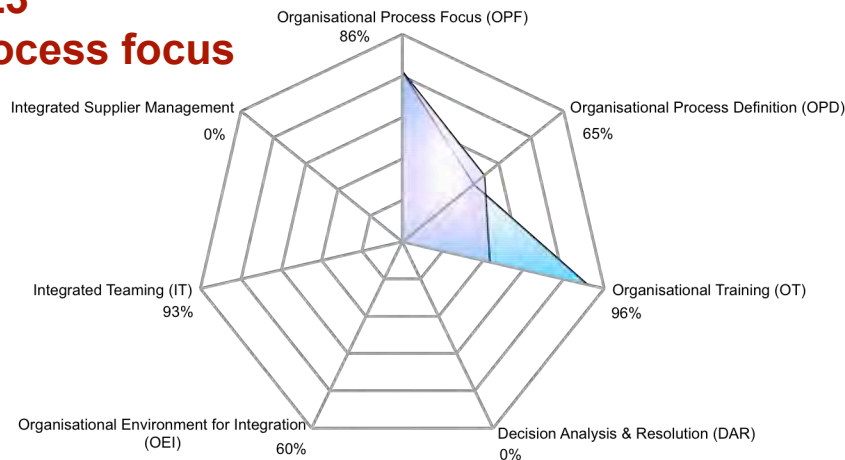 ocess focus
Organisational Process Focus (OPF)
86%
Integrated Supplier Management
0%
Organisational Process Definition (OPD)
65%
Integrated Teaming (IT)
93%
Organisational Training (OT)
96%
Organisational Environment for Integration
(OEI)
60%
Decision Analysis & Resolution (DAR)
0%